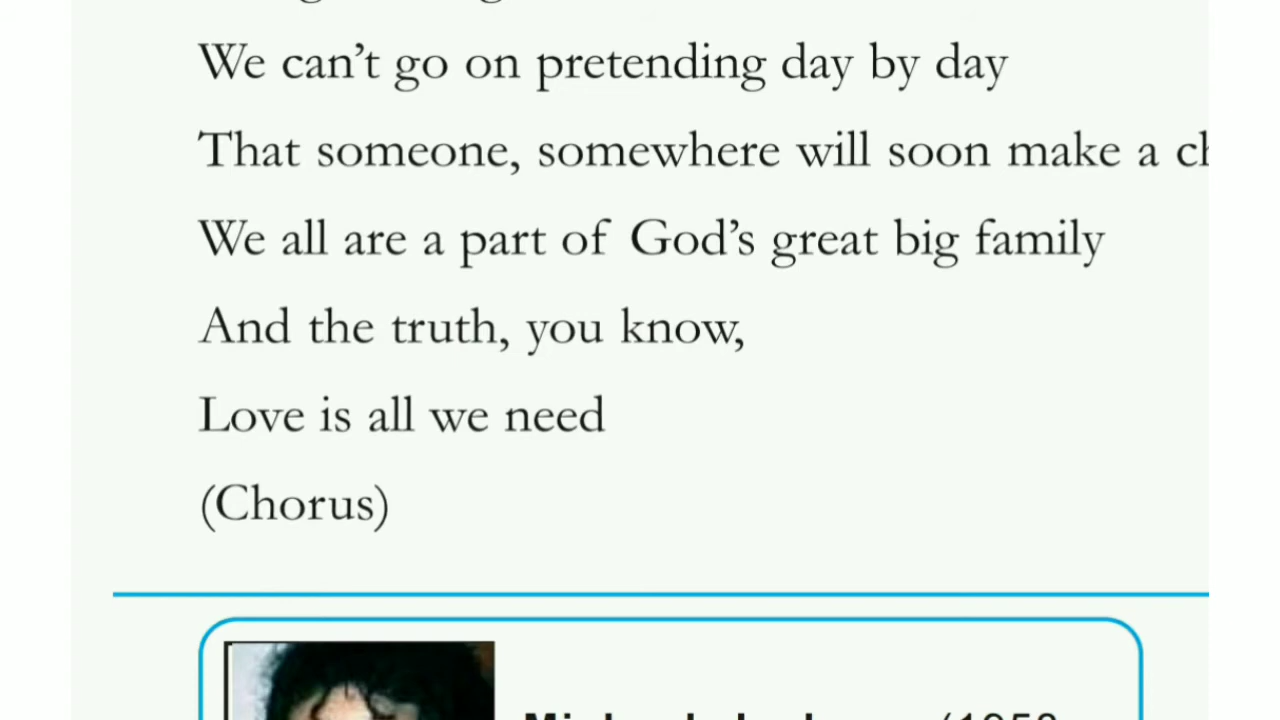 We can't go on pretending day by day
That someone, somewhere will soon make a
We all are a part of God's great big family
And the truth, you know,
Love is all we need
(Chorus)